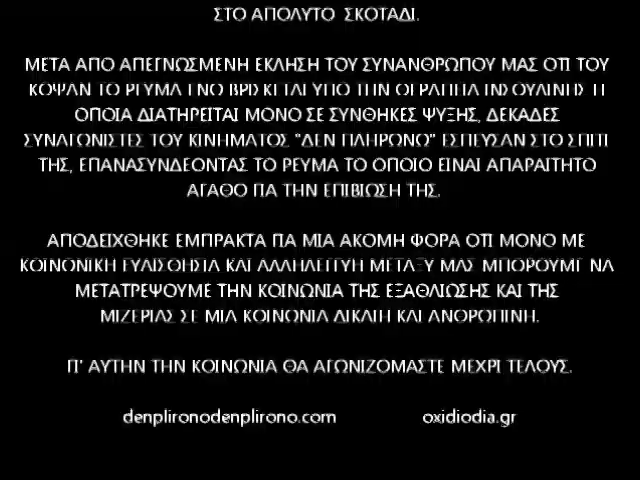 ΣΤΟ ΑΠΟΛΥΤΟ ΣΚΟΤΑΔΙ.
ΜΕΤΑ ΑΠΟ ΑΠΕΓΝΩΣΜΕΝΗ ΕΚΛΗΣΗ ΤΟΥ ΣΥΝΑΝΘΡΩΠΟΥ ΜΑΣ ΟΤΙ ΤΟΥ
ΚΟΨΑΝ ΤΟ ΡΕΥΜΑ ΕΝΩ ΒΡΙΣΚΕΤΑΙ ΥΠΟ ΤΗΝ ΘΕΡΑΠΕΙΑ ΙΝΣΟΥΛΙΝΗΣ Η
ΟΠΟΙΑ ΔΙΑΤΗΡΕΙΤΑΙ ΜΟΝΟ ΣΕ ΣΥΝΘΗΚΕΣ ΨΥΞΗΣ, ΔΕΚΑΔΕΣ
ΣΥΝΑΓΩΝΙΣΤΕΣ ΤΟΥ ΚΙΝΗΜΑΤΟΣ "ΔΕΝ ΠΛΗΡΩΝΩ" ΕΣΠΕΥΣΑΝ ΣΤΟ ΣΠΙΤΙ
ΤΗΣ, ΕΠΑΝΑΣΥΝΔΕΟΝΤΑΣ ΤΟ ΡΕΥΜΑ ΤΟ ΟΠΟΙΟ ΕΙΝΑΙ ΑΠΑΡΑΙΤΗΤΟ
ΑΓΑΘΟ ΓΙΑ ΤΗΝ ΕΠΙΒΙΩΣΗ ΤΗΣ.
ΑΠΟΔΕΙΧΘΗΚΕ ΕΜΠΡΑΚΤΑ ΓΙΑ ΜΙΑ ΑΚΟΜΗ ΦΟΡΑ ΟΤΙ ΜΟΝΟ ΜΕ
ΚΟΙΝΩΝΙΚΗ ΕΥΑΙΣΘΗΣΙΑ ΚΑΙ ΑΛΛΗΛΕΓΓΥΗ ΜΕΤΑΞΥ ΜΑΣ ΜΠΟΡΟΥΜΕ ΝΑ
ΜΕΤΑΤΡΕΨΟΥΜΕ ΤΗΝ ΚΟΙΝΩΝΙΑ ΤΗΣ ΕΞΑΘΛΙΩΣΗΣ ΚΑΙ ΤΗΣ
ΜΙΖΕΡΙΑΣ ΣΕ ΜΙΑ ΚΟΙΝΩΝΙΑ ΔΙΚΑΙΗ ΚΑΙ ΑΝΘΡΩΠΙΝΗ.
ΓΙ' ΑΥΤΗΝ ΤΗΝ ΚΟΙΝΩΝΙΑ ΘΑ ΑΓΩΝΙΖΟΜΑΣΤΕ ΜΕΧΡΙ ΤΕΛΟΥΣ.
denplironodenplirono.com oxidiodia.gr